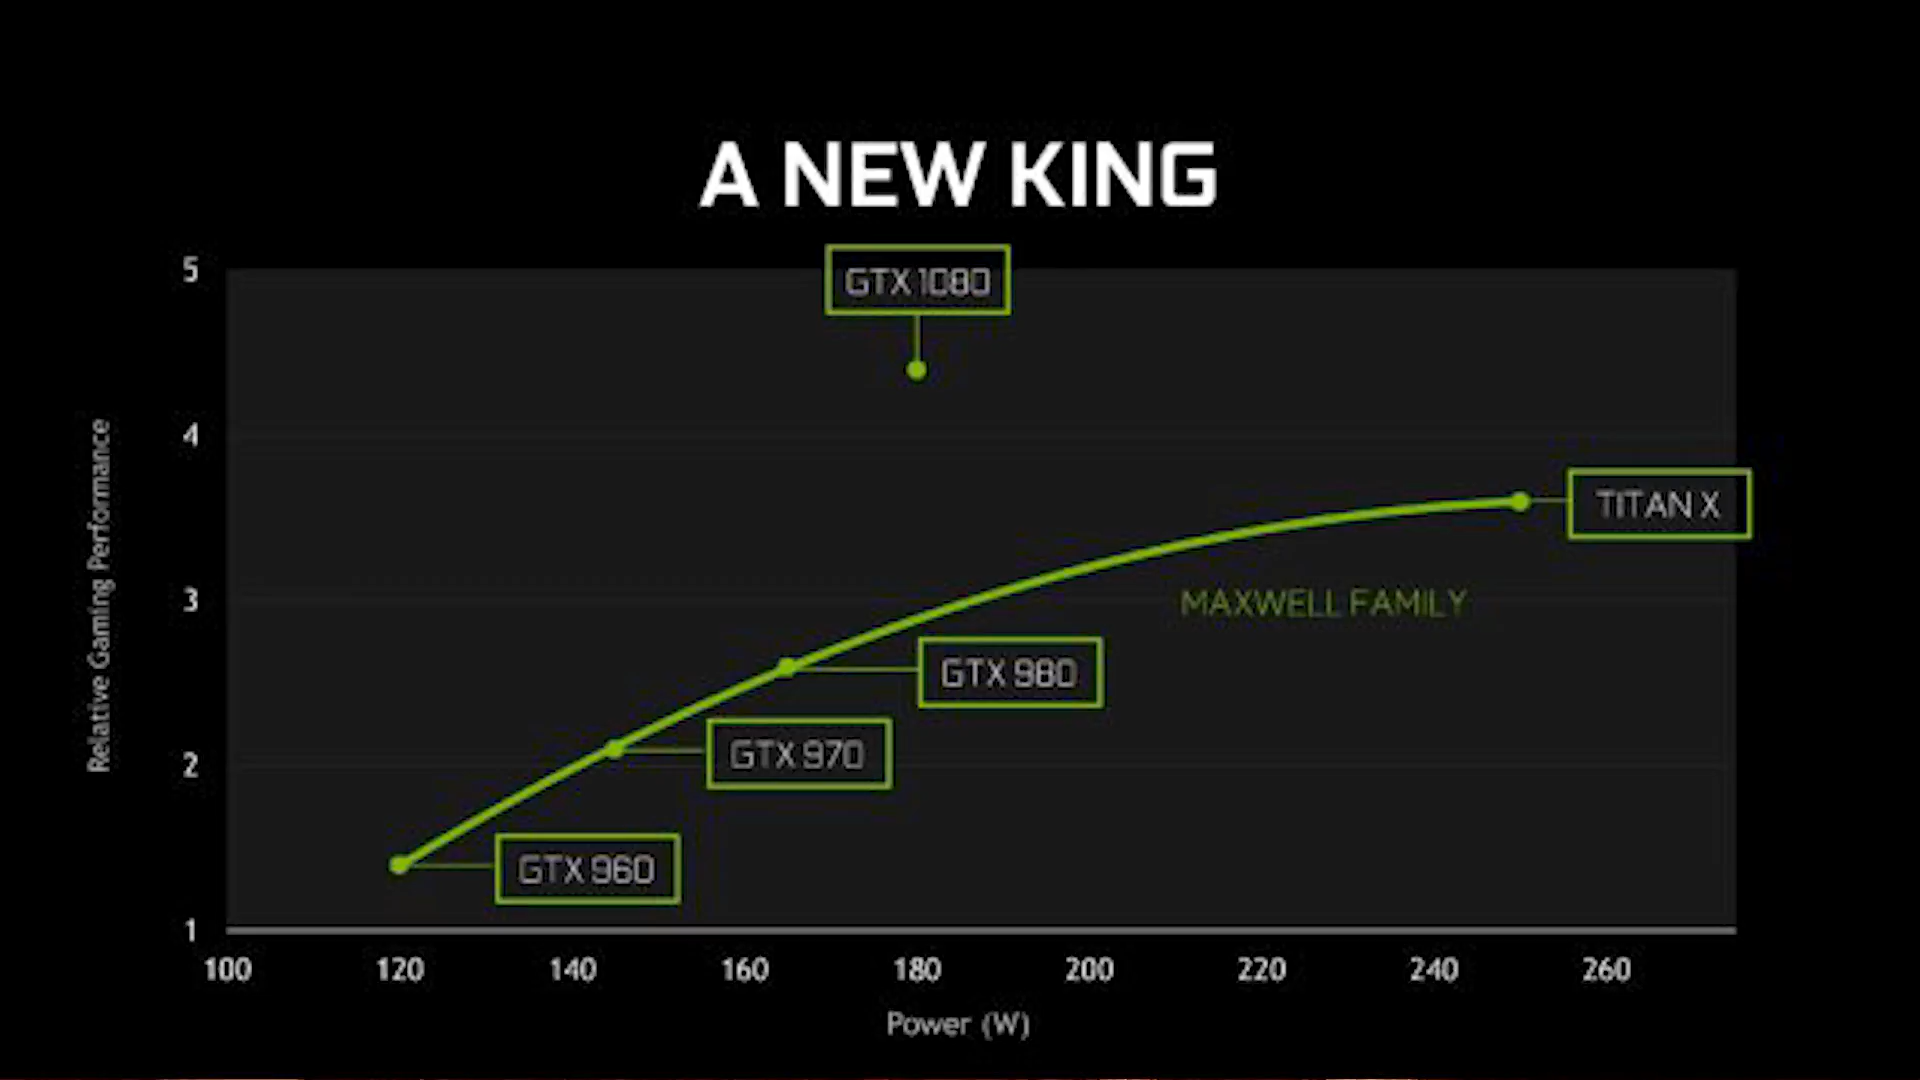 A NEW KING
5
4
3
2
1
Relative Gaming Performance
GTX 1080
TITAN X
MAXWELL FAMILY
GTX 980
GTX 970
GTX 960
100 120 140 160 180 200 220 240 260
Power (W)